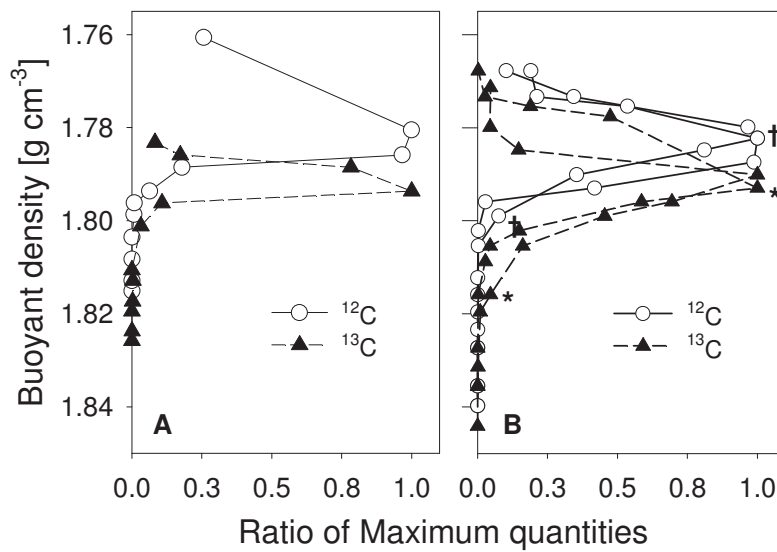 1.76
1.78
1.80
1.82
1.84
Buoyant density [g cm-3]
12C
13C
A
†
*
†
*
12C
13C
B
0.0 0.3 0.5 0.8 1.0
0.0 0.3 0.5 0.8 1.0
Ratio of Maximum quantities